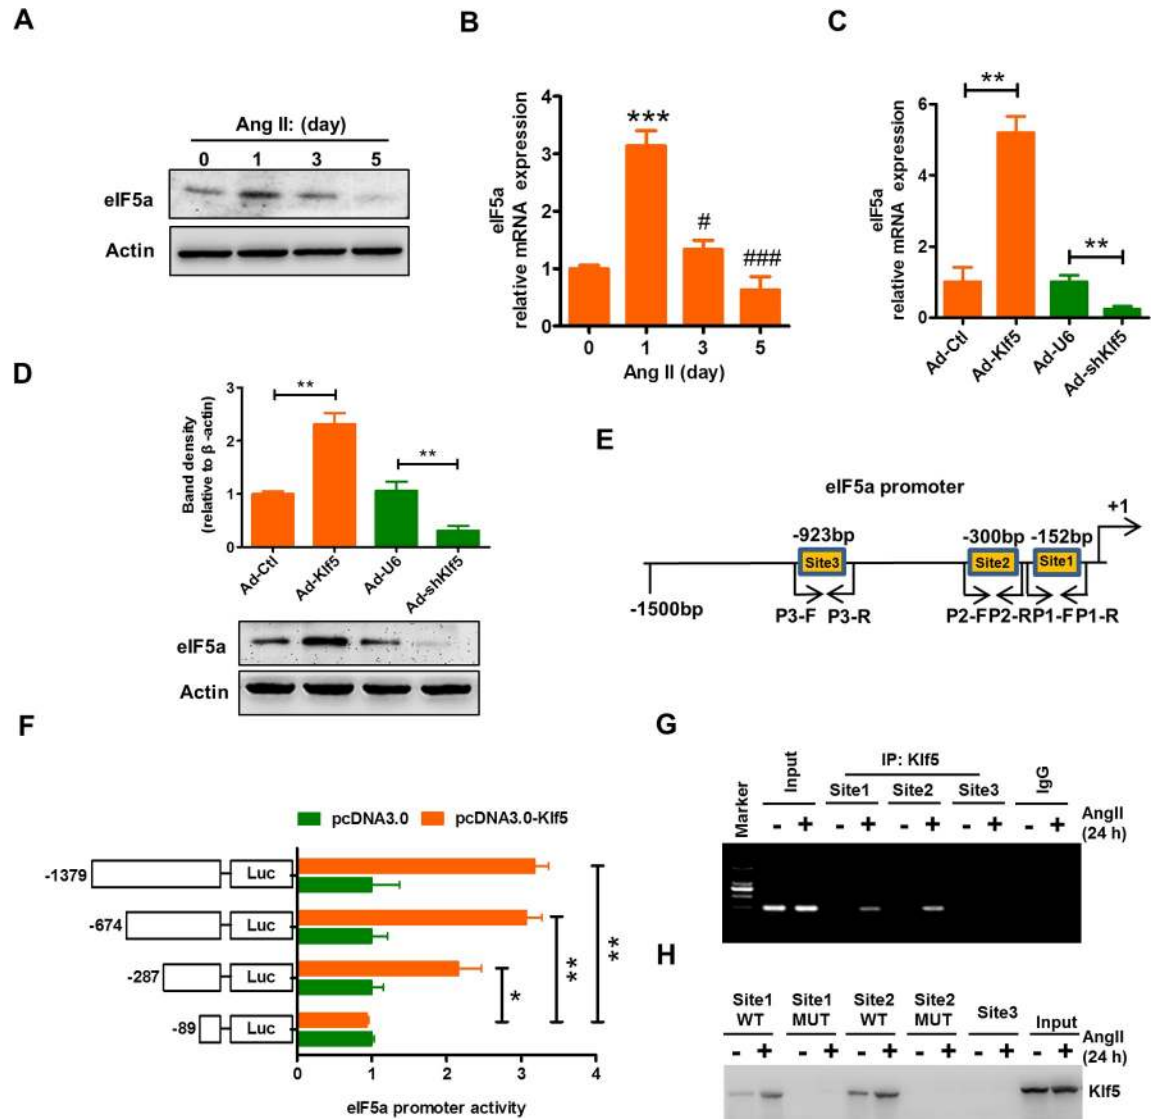 A
Ang II: (day)
0 1 3 5
eIF5a
Actin
B
eIF5a
relative mRNA expression
4
3
2
1
0
***
#
###
0 1 3 5
Ang II (day)
C
eIF5a
relative mRNA expression
6
4
2
0
**
**
Ad-Ctl
Ad-Klf5
Ad-U6
Ad-shKlf5
D
Band density
(relative to β -actin)
3
2
1
0
**
**
Ad-Ctl
Ad-Klf5
Ad-U6
Ad-shKlf5
eIF5a
Actin
E
eIF5a promoter
+1
-923bp -300bp -152bp
Site3 Site2 Site1
-1500bp
P3-F P3-R P2-F P2-R P1-F P1-R
F
pcDNA3.0 pcDNA3.0-Klf5
-1379 Luc
-674 Luc
-287 Luc
-89 Luc
*
**
**
0 1 2 3 4
eIF5a promoter activity
G
IP: Klf5
Marker Input Site1 Site2 Site3 IgG
- + - + - + - + - + AngII
(24 h)
H
Site1 Site1 Site2 Site2 Site3 Input
WT MUT WT MUT
- + - + - + - + - + - + AngII
(24 h)
Klf5